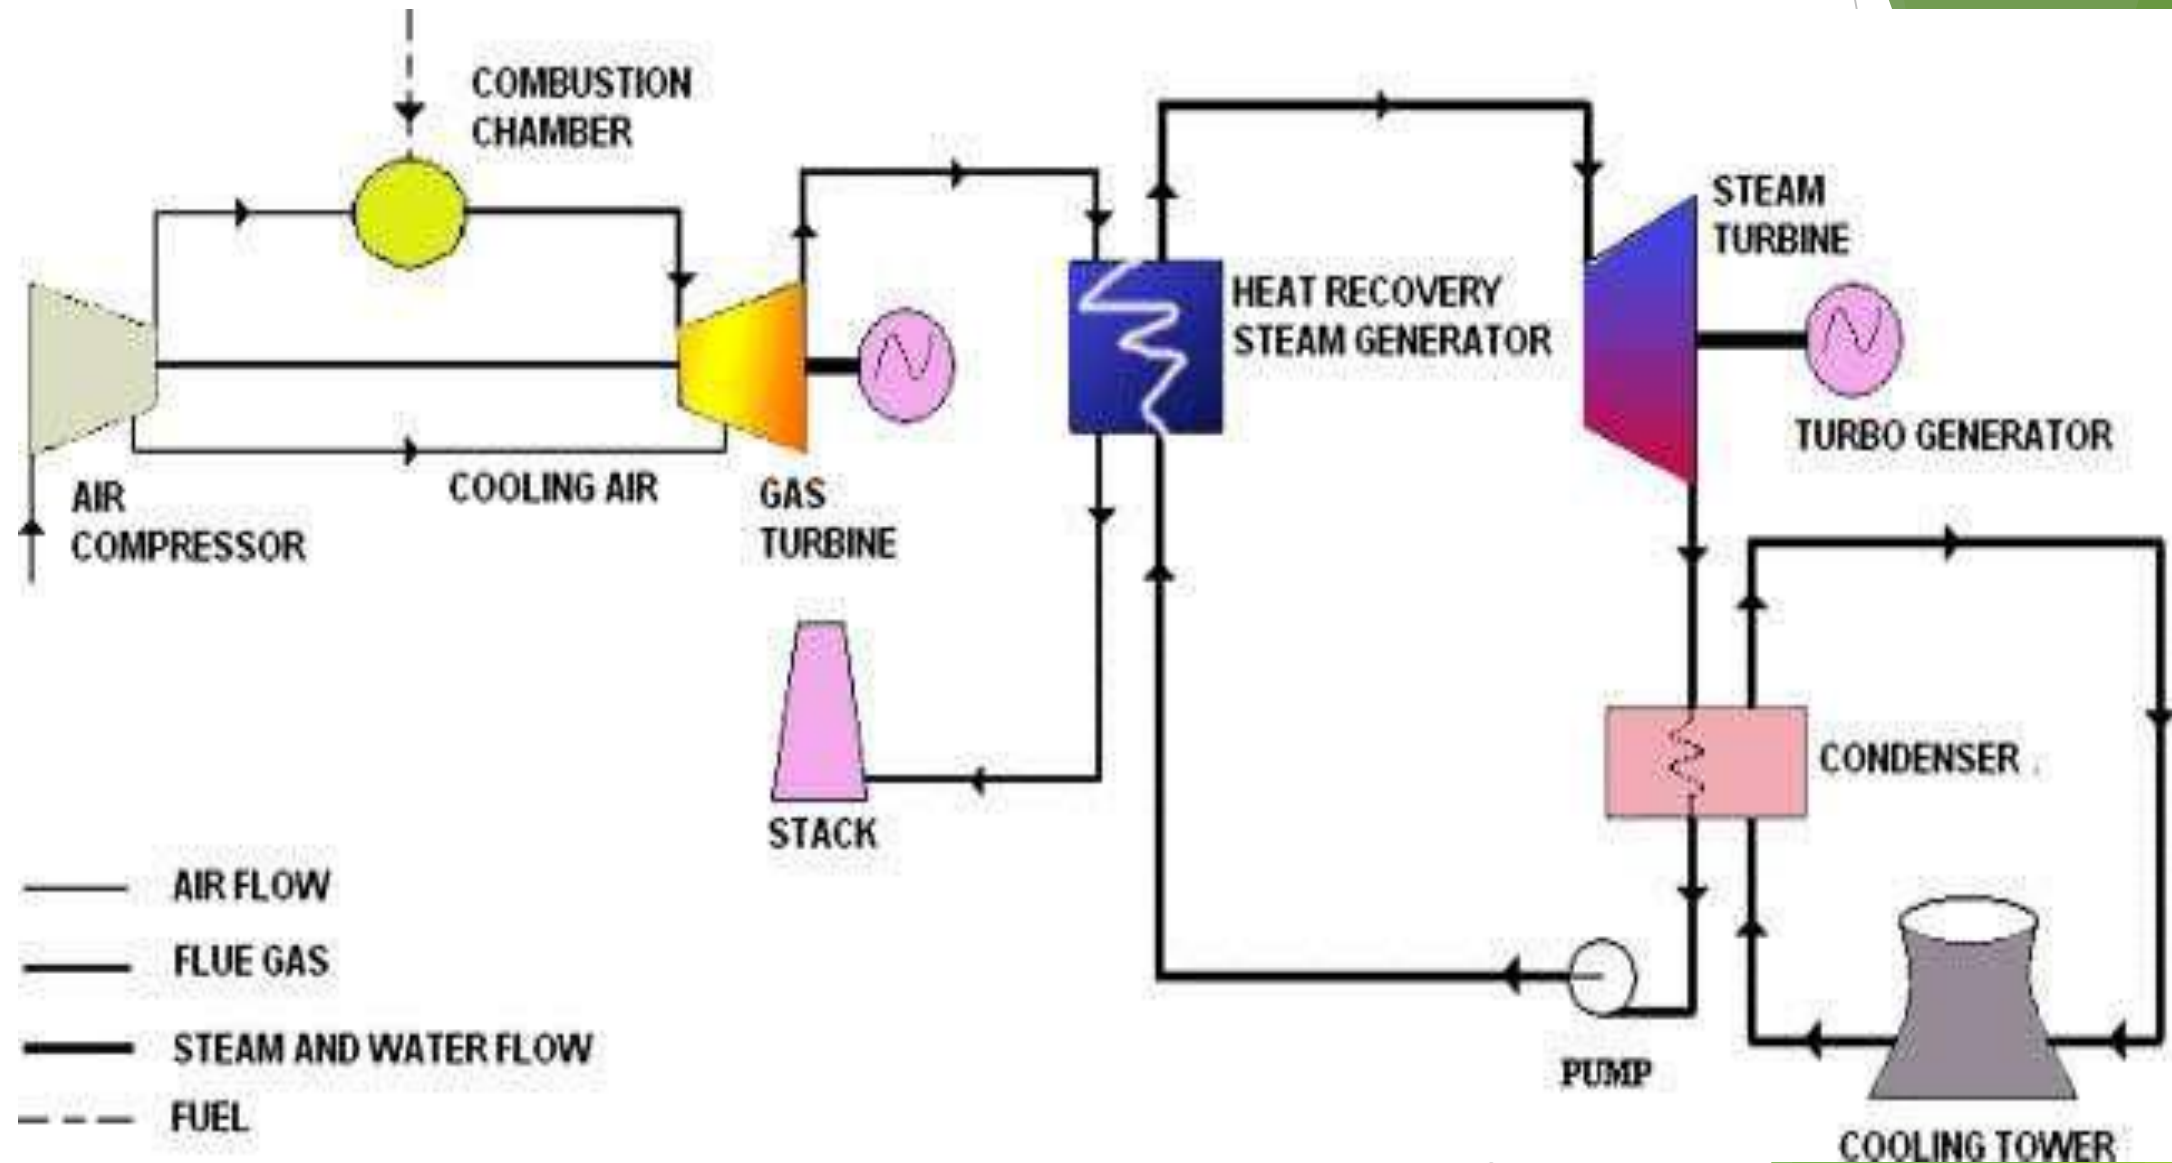 COMBUSTION
CHAMBER
STEAM
TURBINE
HEAT RECOVERY
STEAM GENERATOR
TURBO GENERATOR
COOLING AIR
AIR
COMPRESSOR
GAS
TURBINE
CONDENSER
STACK
AIR FLOW
FLUE GAS
STEAM AND WATER FLOW
PUMP
FUEL
COOLING TOWER